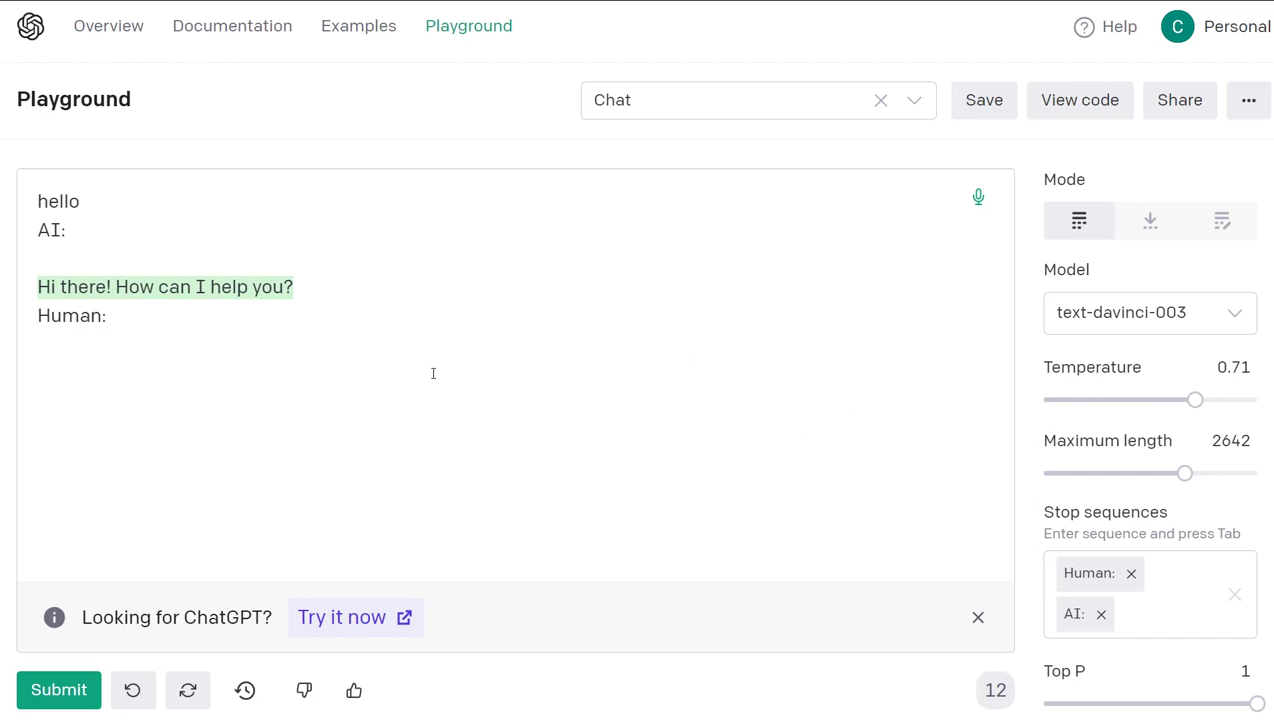 Overview Documentation Examples Playground Help C Personal
Playground
Chat
Save View code Share
hello
AI:
Hi there! How can I help you?
Human:
Looking for ChatGPT? Try it now
Submit
12
Mode
Model
text-davinci-003
Temperature 0.71
Maximum length 2642
Stop sequences
Enter sequence and press Tab
Human:
AI:
Top P 1